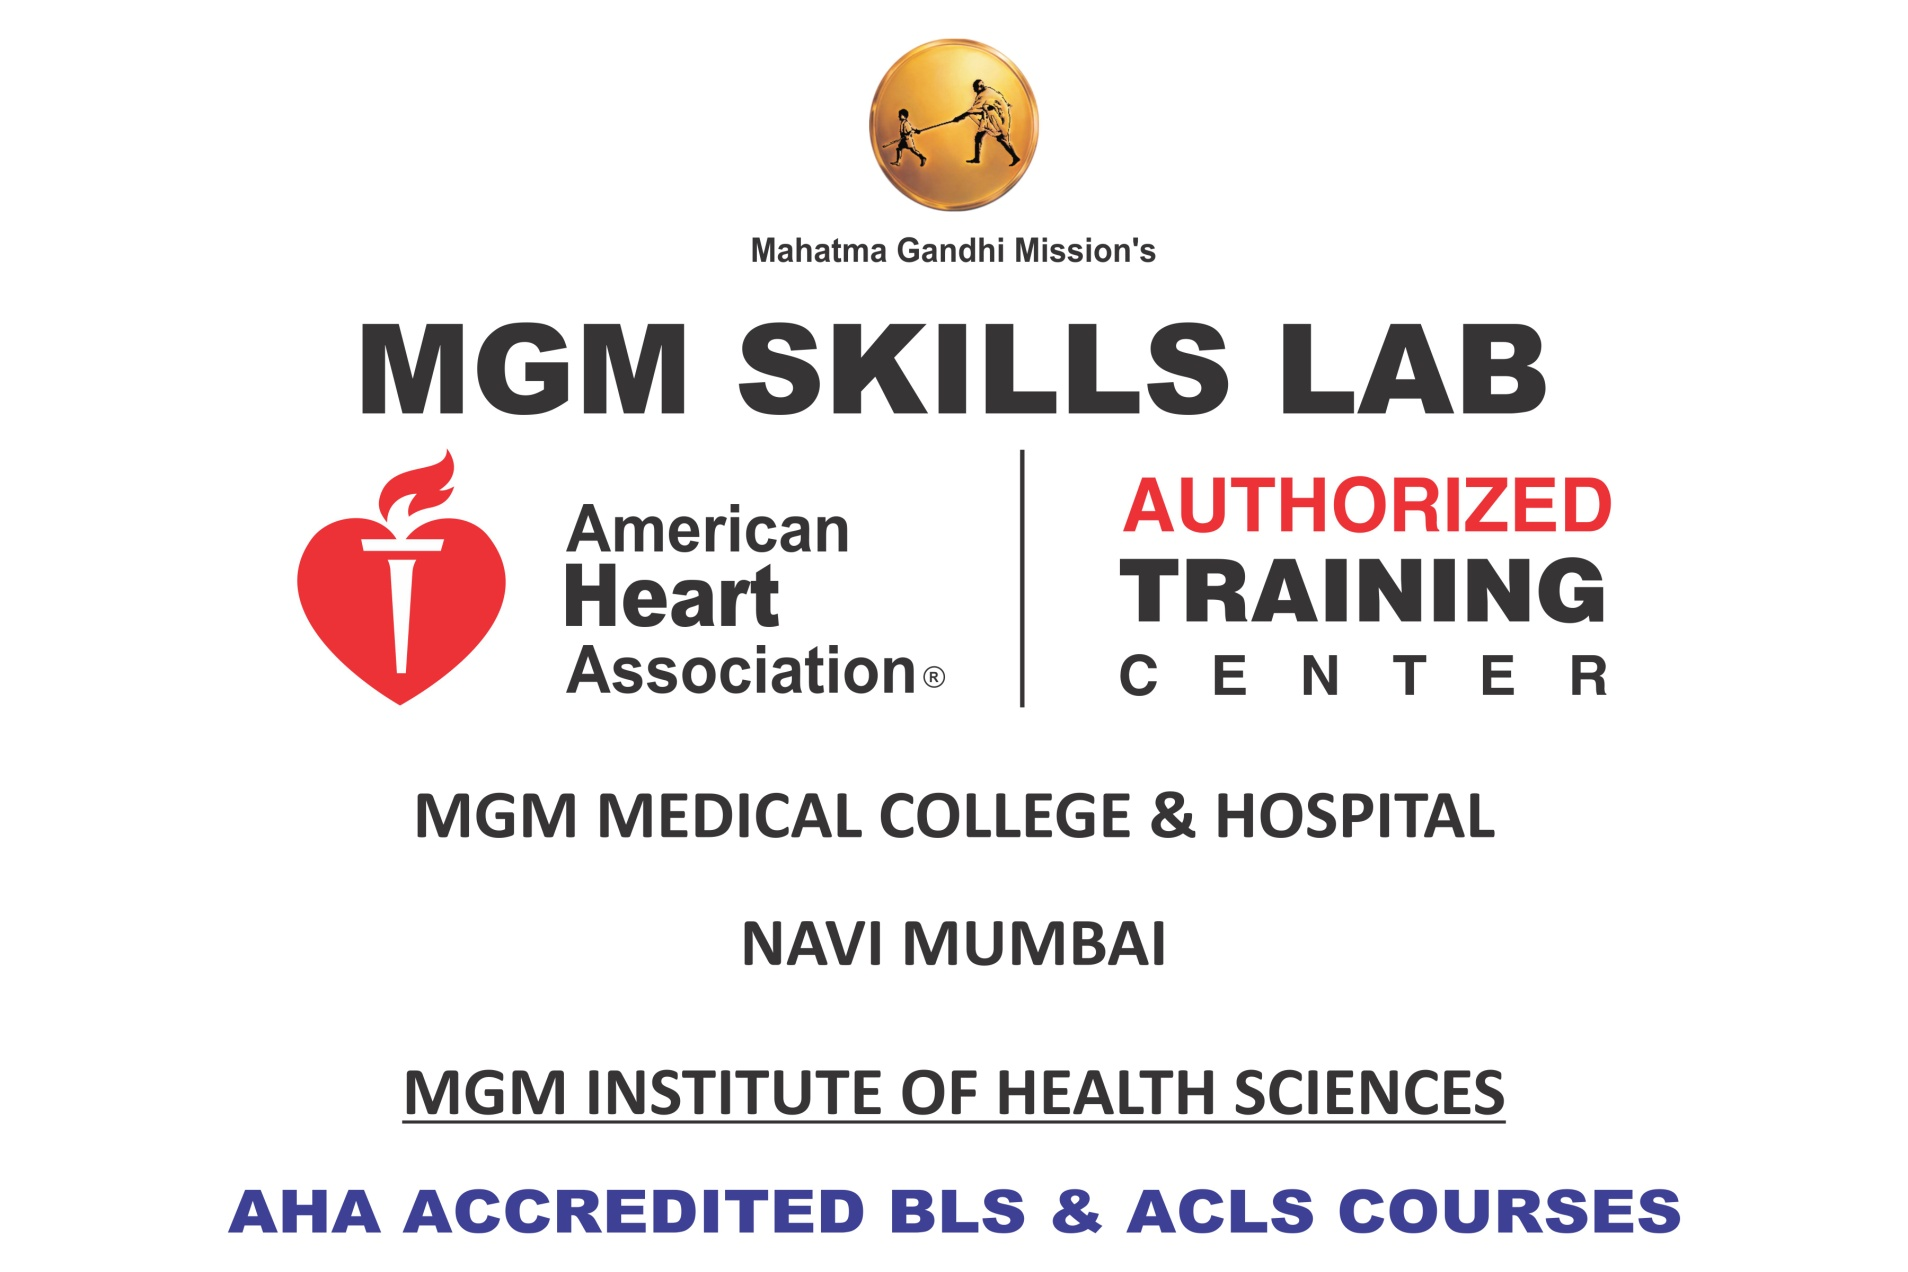 Mahatma Gandhi Mission's
MGM SKILLS LAB
American
Heart
Association®
AUTHORIZED
TRAINING
CENTER
MGM MEDICAL COLLEGE & HOSPITAL
NAVI MUMBAI
MGM INSTITUTE OF HEALTH SCIENCES
AHA ACCREDITED BLS & ACLS COURSES